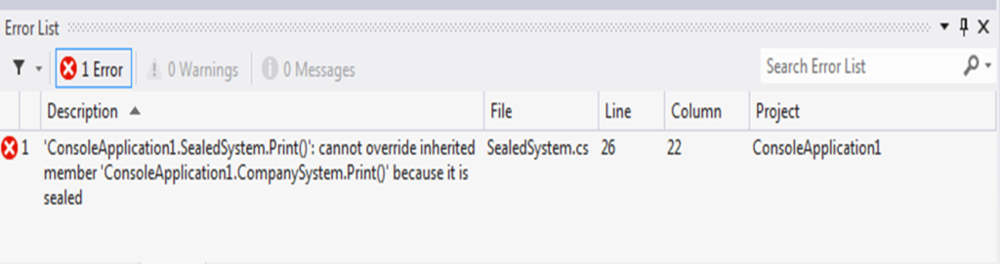 Error List
1 Error
0 Warnings
0 Messages
Search Error List
Description File Line Column Project
1 'ConsoleApplication1.SealedSystem.Print()': cannot override inherited SealedSystem.cs 26 22 ConsoleApplication1
member 'ConsoleApplication1.CompanySystem.Print()' because it is
sealed